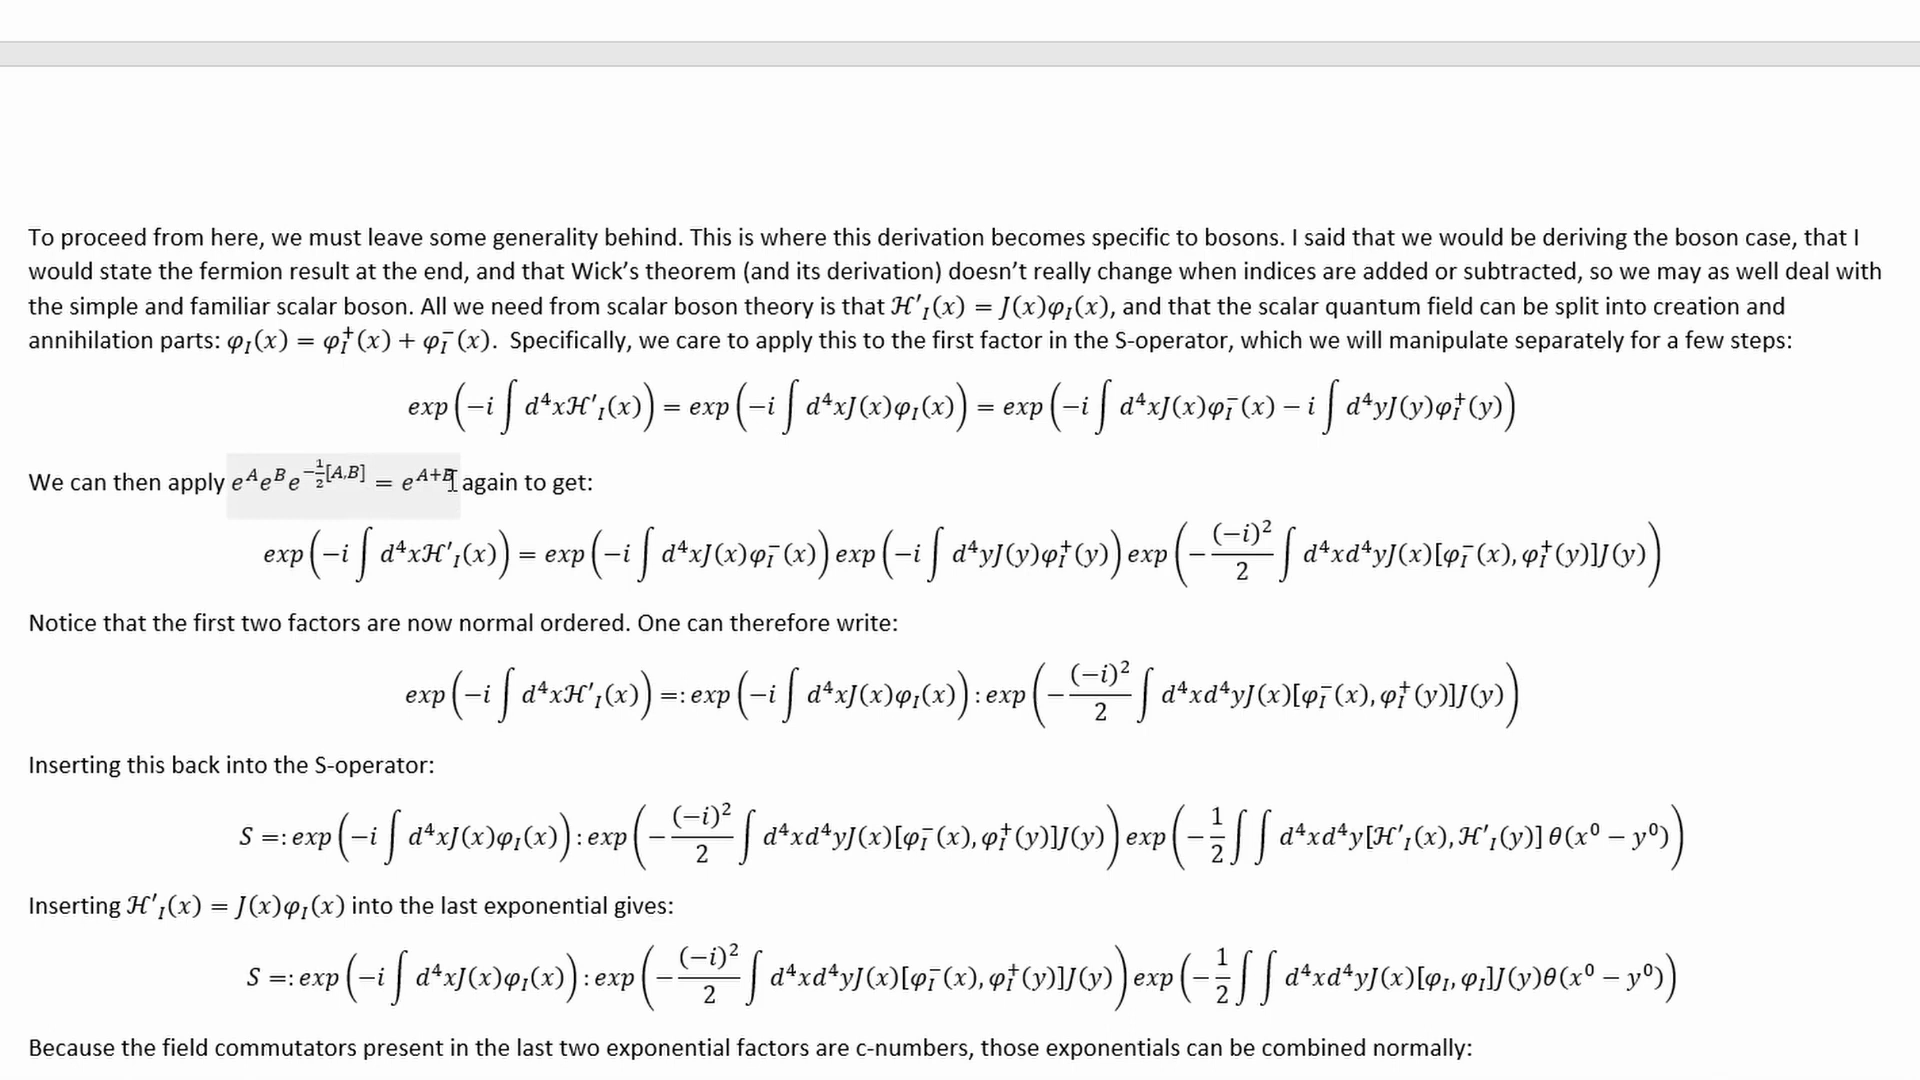 To proceed from here, we must leave some generality behind. This is where this derivation becomes specific to bosons. I said that we would be deriving the boson case, that I
would state the fermion result at the end, and that Wick's theorem (and its derivation) doesn't really change when indices are added or subtracted, so we may as well deal with
the simple and familiar scalar boson. All we need from scalar boson theory is that ℋ'_I(x) = J(x)φ_I(x), and that the scalar quantum field can be split into creation and
annihilation parts: φ_I(x) = φ_I^+(x) + φ_I^-(x). Specifically, we care to apply this to the first factor in the S-operator, which we will manipulate separately for a few steps:
exp(−i ∫ d⁴xℋ'_I(x)) = exp(−i ∫ d⁴xJ(x)φ_I(x)) = exp(−i ∫ d⁴xJ(x)φ_I^-(x) − i ∫ d⁴yJ(y)φ_I^+(y))
We can then apply e^A e^B e^{−½[A,B]} = e^{A+B} again to get:
exp(−i ∫ d⁴xℋ'_I(x)) = exp(−i ∫ d⁴xJ(x)φ_I^-(x)) exp(−i ∫ d⁴yJ(y)φ_I^+(y)) exp(−(−i)²/2 ∫ d⁴xd⁴yJ(x)[φ_I^-(x), φ_I^+(y)]J(y))
Notice that the first two factors are now normal ordered. One can therefore write:
exp(−i ∫ d⁴xℋ'_I(x)) =: exp(−i ∫ d⁴xJ(x)φ_I(x)) : exp(−(−i)²/2 ∫ d⁴xd⁴yJ(x)[φ_I^-(x), φ_I^+(y)]J(y))
Inserting this back into the S-operator:
S =: exp(−i ∫ d⁴xJ(x)φ_I(x)) : exp(−(−i)²/2 ∫ d⁴xd⁴yJ(x)[φ_I^-(x), φ_I^+(y)]J(y)) exp(−1/2 ∫ ∫ d⁴xd⁴y[ℋ'_I(x), ℋ'_I(y)] θ(x⁰ − y⁰))
Inserting ℋ'_I(x) = J(x)φ_I(x) into the last exponential gives:
S =: exp(−i ∫ d⁴xJ(x)φ_I(x)) : exp(−(−i)²/2 ∫ d⁴xd⁴yJ(x)[φ_I^-(x), φ_I^+(y)]J(y)) exp(−1/2 ∫ ∫ d⁴xd⁴yJ(x)[φ_I, φ_I]J(y)θ(x⁰ − y⁰))
Because the field commutators present in the last two exponential factors are c-numbers, those exponentials can be combined normally: